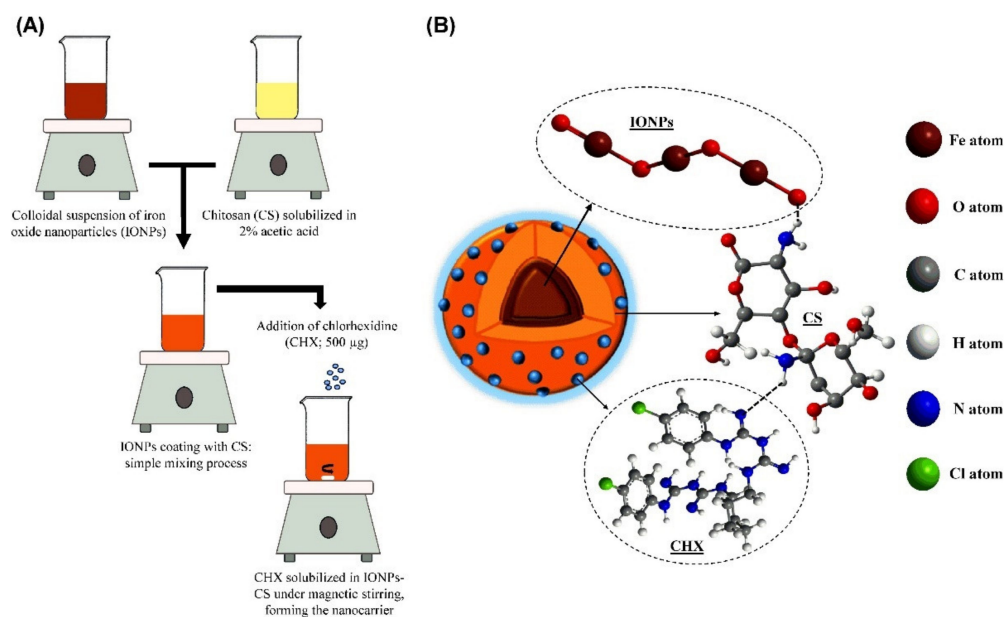 (A)
Colloidal suspension of iron
oxide nanoparticles (IONPs)
Chitosan (CS) solubilized in
2% acetic acid
Addition of chlorhexidine
(CHX; 500 µg)
IONPs coating with CS:
simple mixing process
CHX solubilized in IONPs-
CS under magnetic stirring,
forming the nanocarrier
(B)
IONPs
CS
CHX
Fe atom
O atom
C atom
H atom
N atom
Cl atom